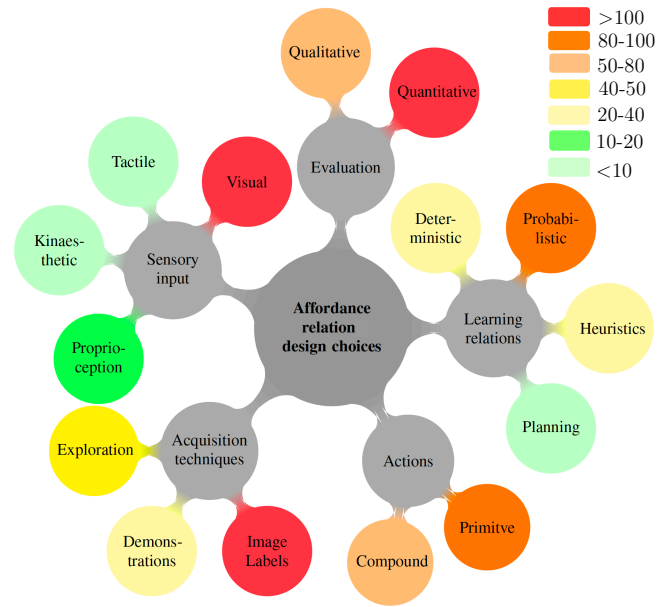 Qualitative
Quantitative
Evaluation
>100
80-100
50-80
40-50
20-40
10-20
<10
Tactile
Visual
Kinaes-
thetic
Sensory
input
Proprio-
ception
Deter-
ministic
Probabi-
listic
Learning
relations
Heuristics
Planning
Affordance
relation
design choices
Exploration
Acquisition
techniques
Demons-
trations
Image
Labels
Actions
Compound
Primitve